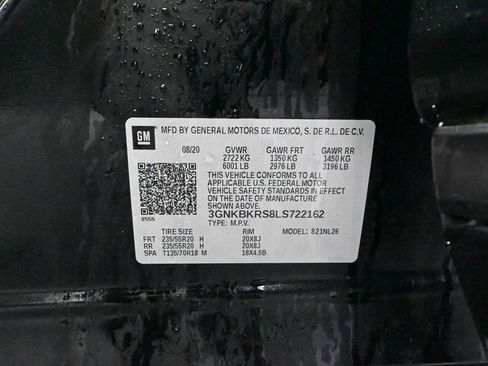 GM MFD BY GENERAL MOTORS DE MEXICO, S. DE R.L. DE C.V.
08/20 GVWR GAWR FRT GAWR RR
2722 KG 1350 KG 1450 KG
6001 LB 2976 LB 3196 LB
THIS VEHICLE CONFORMS TO ALL
APPLICABLE U.S. FEDERAL MOTOR
VEHICLE SAFETY STANDARDS IN EFFECT
ON THE DATE OF MANUFACTURE
SHOWN ABOVE.
3GNKBKRS8LS722162
TYPE: M.P.V.
8555
TIRE SIZE RIM MODEL: 821NL26
FRT 235/55R20 H 20X8J
RR 235/55R20 H 20X8J
SPA T135/70R18 M 18X4.5B